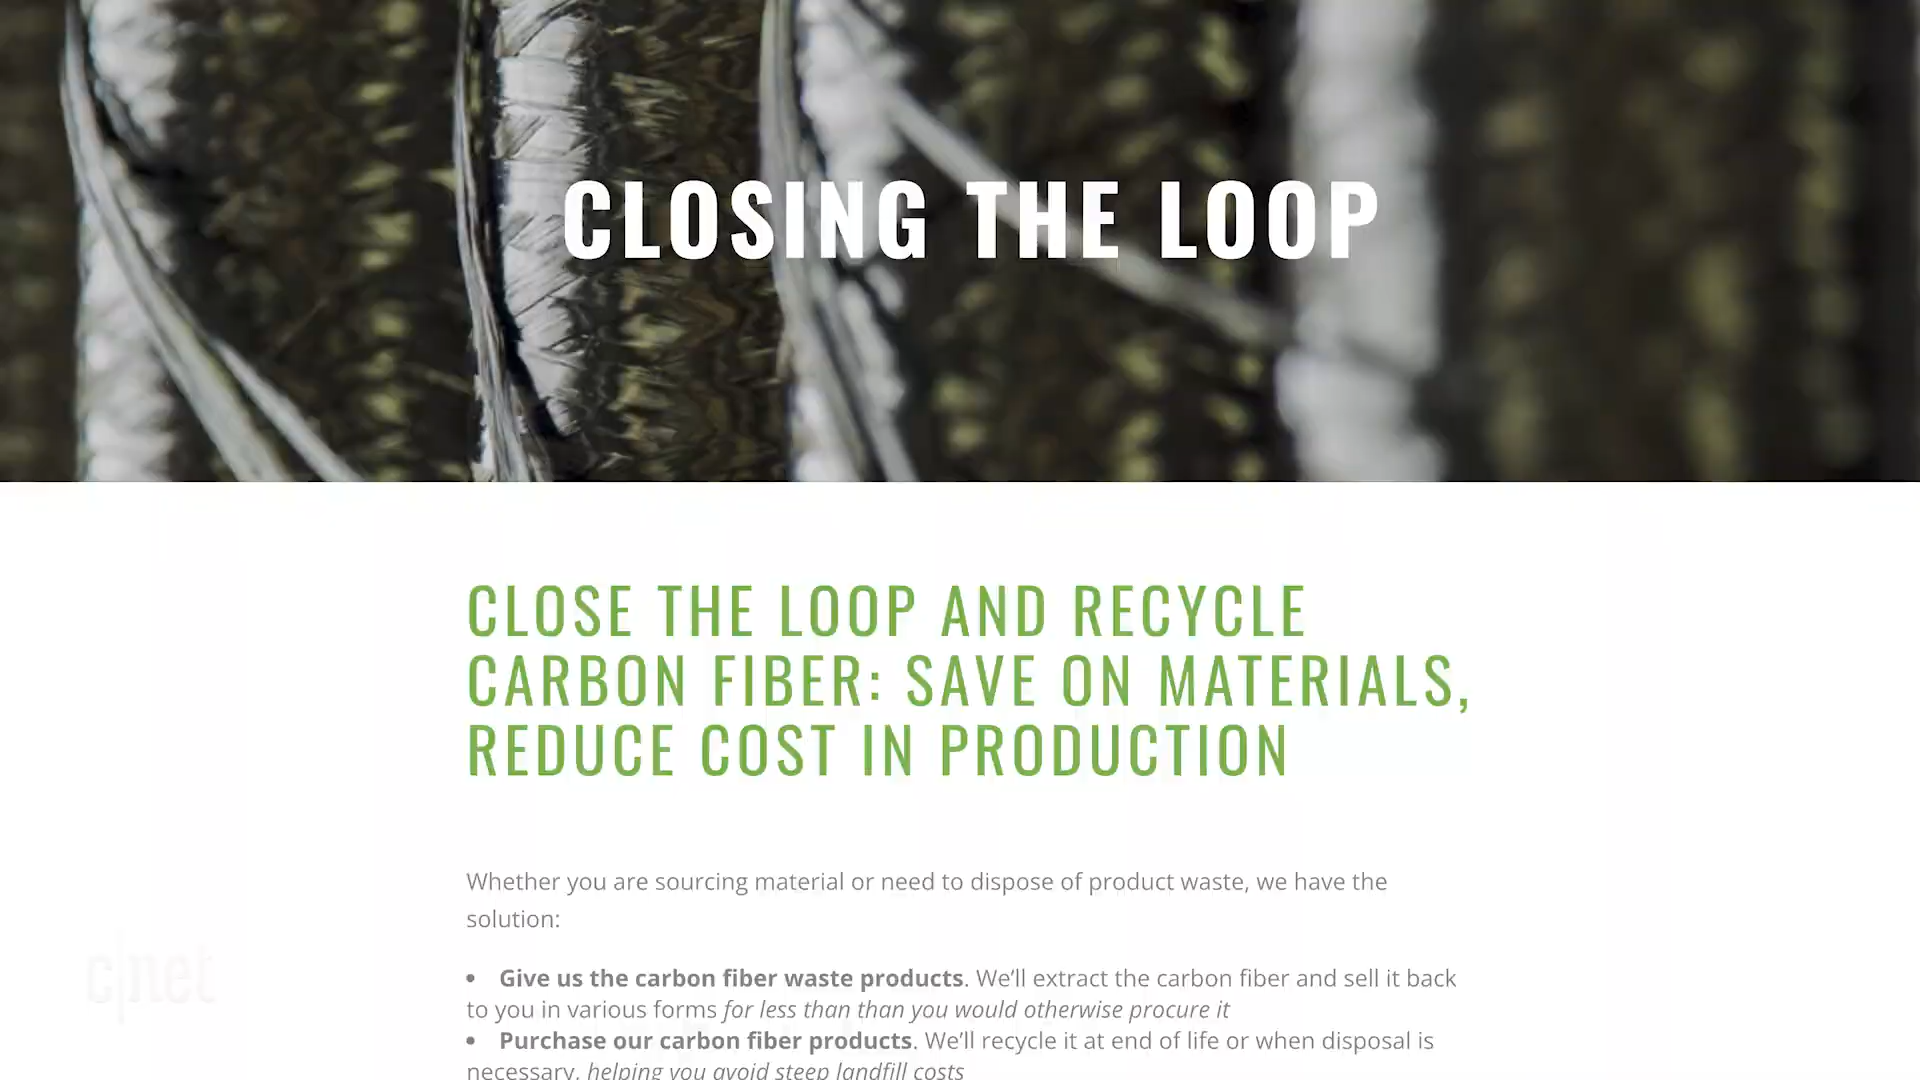 CLOSING THE LOOP
CLOSE THE LOOP AND RECYCLE
CARBON FIBER: SAVE ON MATERIALS,
REDUCE COST IN PRODUCTION
Whether you are sourcing material or need to dispose of product waste, we have the
solution:
c|net
• Give us the carbon fiber waste products. We’ll extract the carbon fiber and sell it back
to you in various forms for less than than you would otherwise procure it
• Purchase our carbon fiber products. We’ll recycle it at end of life or when disposal is
necessary, helping you avoid steep landfill costs